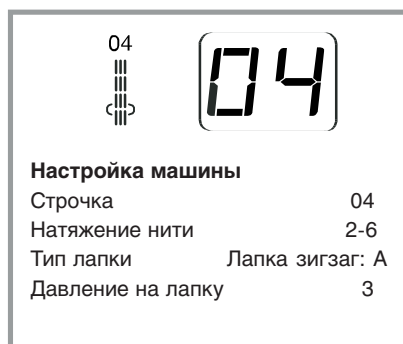 04
04
Настройка машины
Строчка 04
Натяжение нити 2-6
Тип лапки Лапка зигзаг: A
Давление на лапку 3